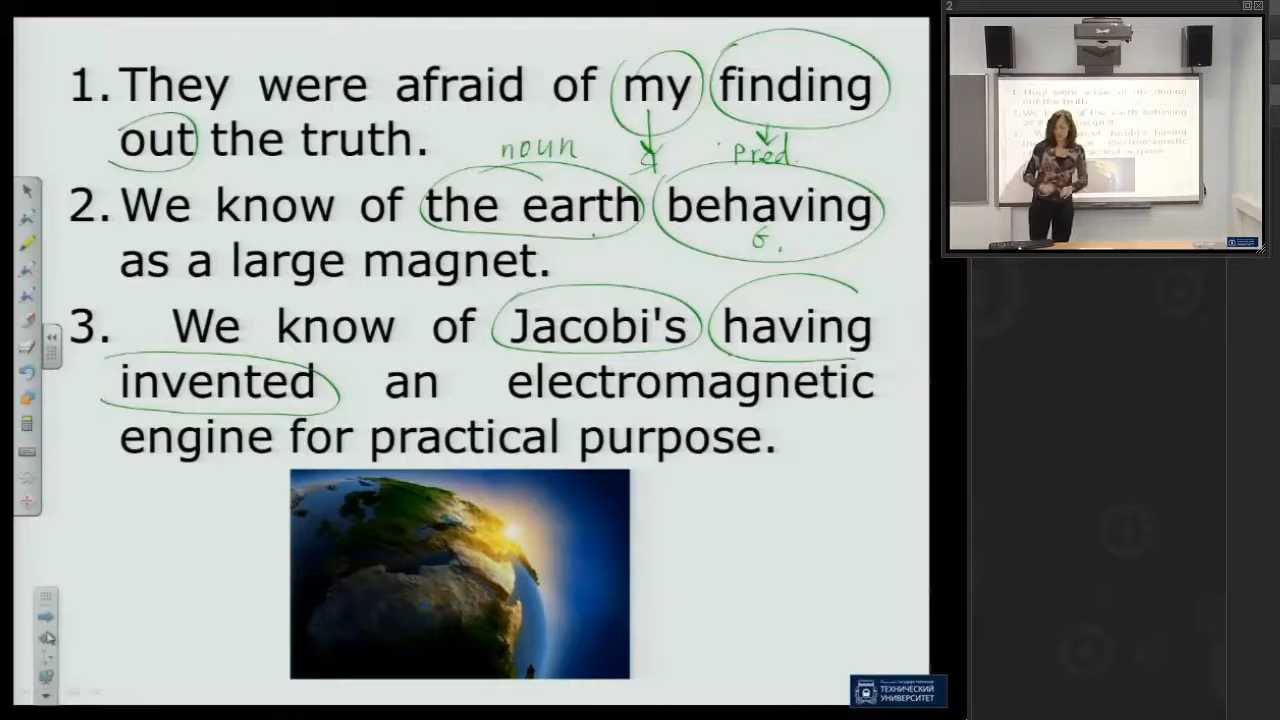 1. They were afraid of my finding
out the truth.
noun
pred.
2. We know of the earth behaving
G.
as a large magnet.
3. We know of Jacobi's having
invented an electromagnetic
engine for practical purpose.
ТЕХНИЧЕСКИЙ
УНИВЕРСИТЕТ
2